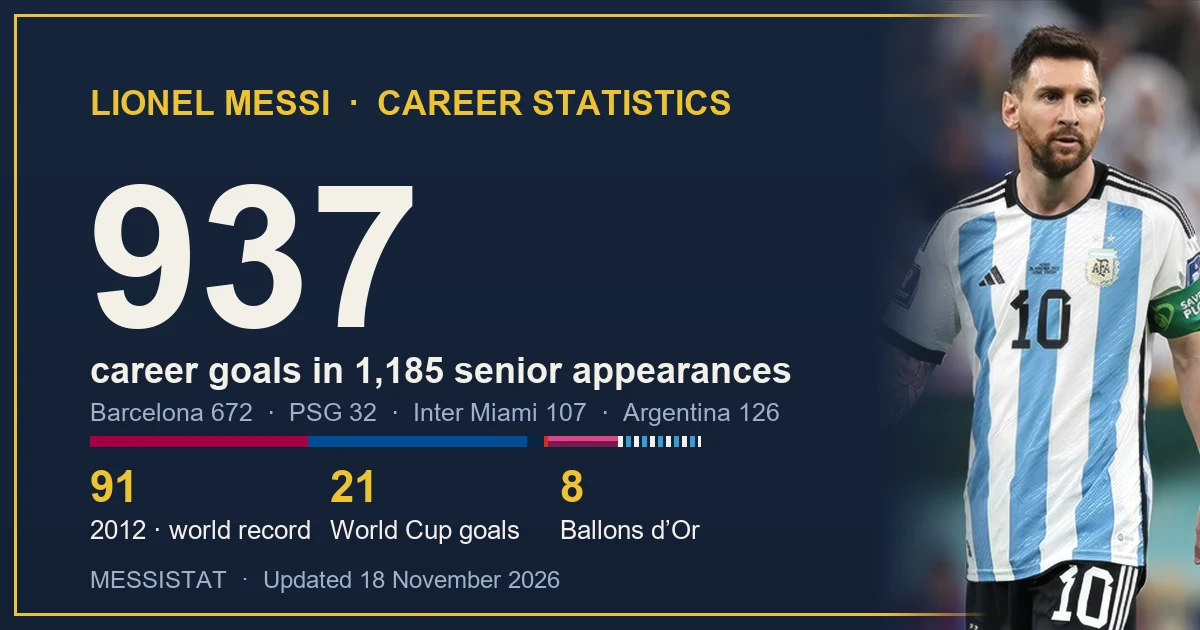 LIONEL MESSI · CAREER STATISTICS
937
career goals in 1,185 senior appearances
Barcelona 672 · PSG 32 · Inter Miami 107 · Argentina 126
91 21 8
2012 · world record World Cup goals Ballons d’Or
MESSISTAT · Updated 18 November 2026
AFA
10
10